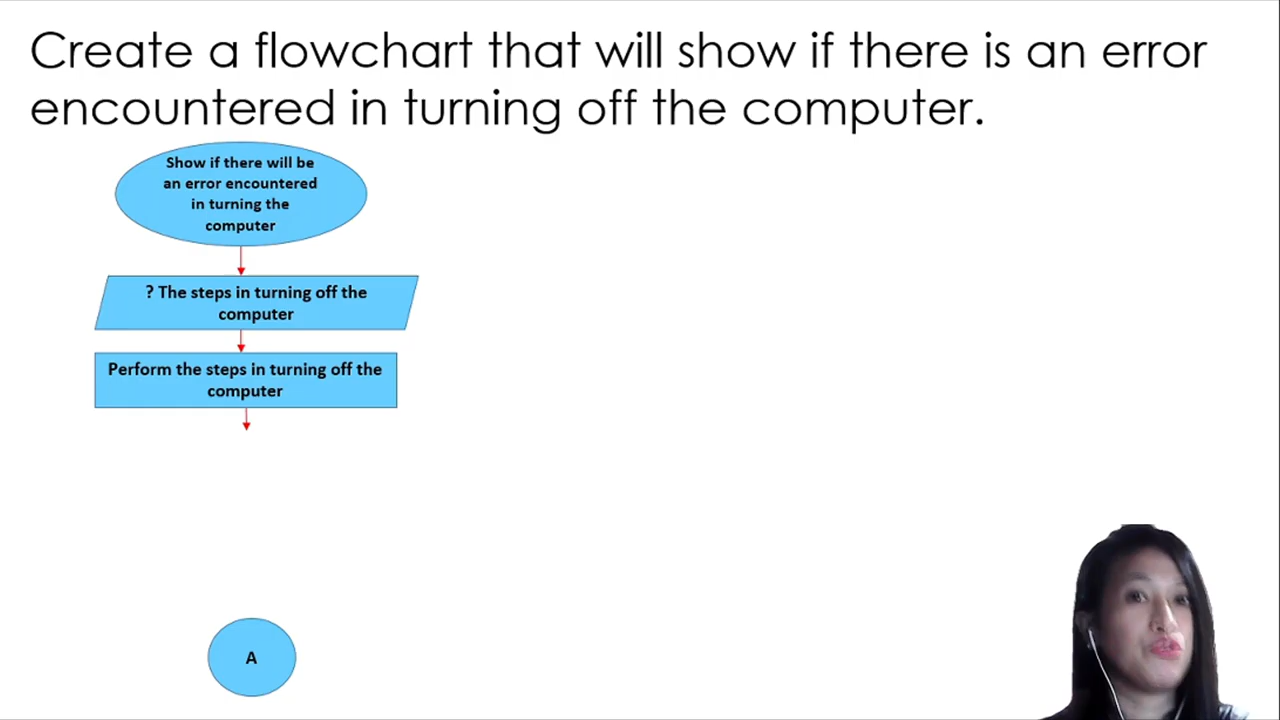 Create a flowchart that will show if there is an error
encountered in turning off the computer.
Show if there will be
an error encountered
in turning the
computer
? The steps in turning off the
computer
Perform the steps in turning off the
computer
A